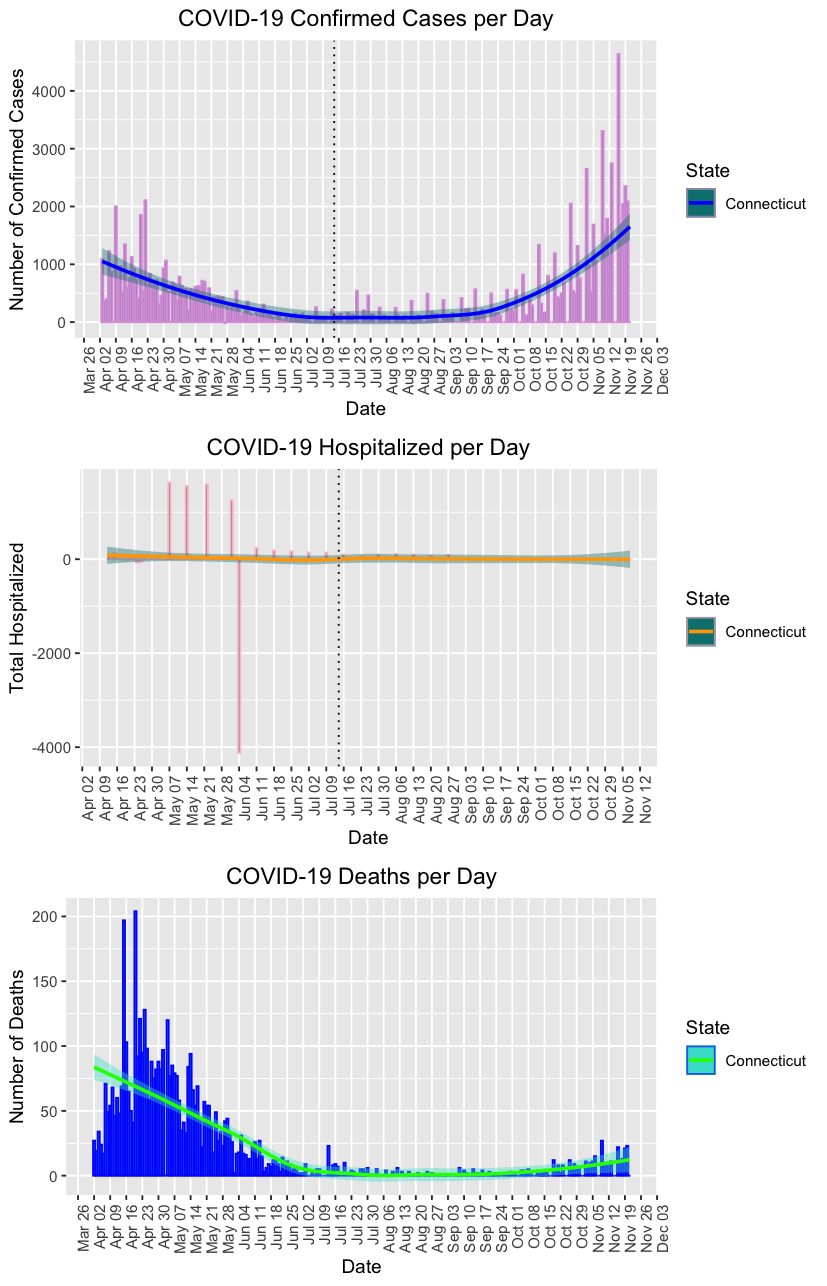 COVID-19 Confirmed Cases per Day
Number of Confirmed Cases
4000
3000
2000
1000
0
Mar 26
Apr 02
Apr 09
Apr 16
Apr 23
Apr 30
May 07
May 14
May 21
May 28
Jun 04
Jun 11
Jun 18
Jun 25
Jul 02
Jul 09
Jul 16
Jul 23
Jul 30
Aug 06
Aug 13
Aug 20
Aug 27
Sep 03
Sep 10
Sep 17
Sep 24
Oct 01
Oct 08
Oct 15
Oct 22
Oct 29
Nov 05
Nov 12
Nov 19
Nov 26
Dec 03
Date
State
Connecticut
COVID-19 Hospitalized per Day
Total Hospitalized
0
-2000
-4000
Apr 02
Apr 09
Apr 16
Apr 23
Apr 30
May 07
May 14
May 21
May 28
Jun 04
Jun 11
Jun 18
Jun 25
Jul 02
Jul 09
Jul 16
Jul 23
Jul 30
Aug 06
Aug 13
Aug 20
Aug 27
Sep 03
Sep 10
Sep 17
Sep 24
Oct 01
Oct 08
Oct 15
Oct 22
Oct 29
Nov 05
Nov 12
Date
State
Connecticut
COVID-19 Deaths per Day
Number of Deaths
200
150
100
50
0
Mar 26
Apr 02
Apr 09
Apr 16
Apr 23
Apr 30
May 07
May 14
May 21
May 28
Jun 04
Jun 11
Jun 18
Jun 25
Jul 02
Jul 09
Jul 16
Jul 23
Jul 30
Aug 06
Aug 13
Aug 20
Aug 27
Sep 03
Sep 10
Sep 17
Sep 24
Oct 01
Oct 08
Oct 15
Oct 22
Oct 29
Nov 05
Nov 12
Nov 19
Nov 26
Dec 03
Date
State
Connecticut